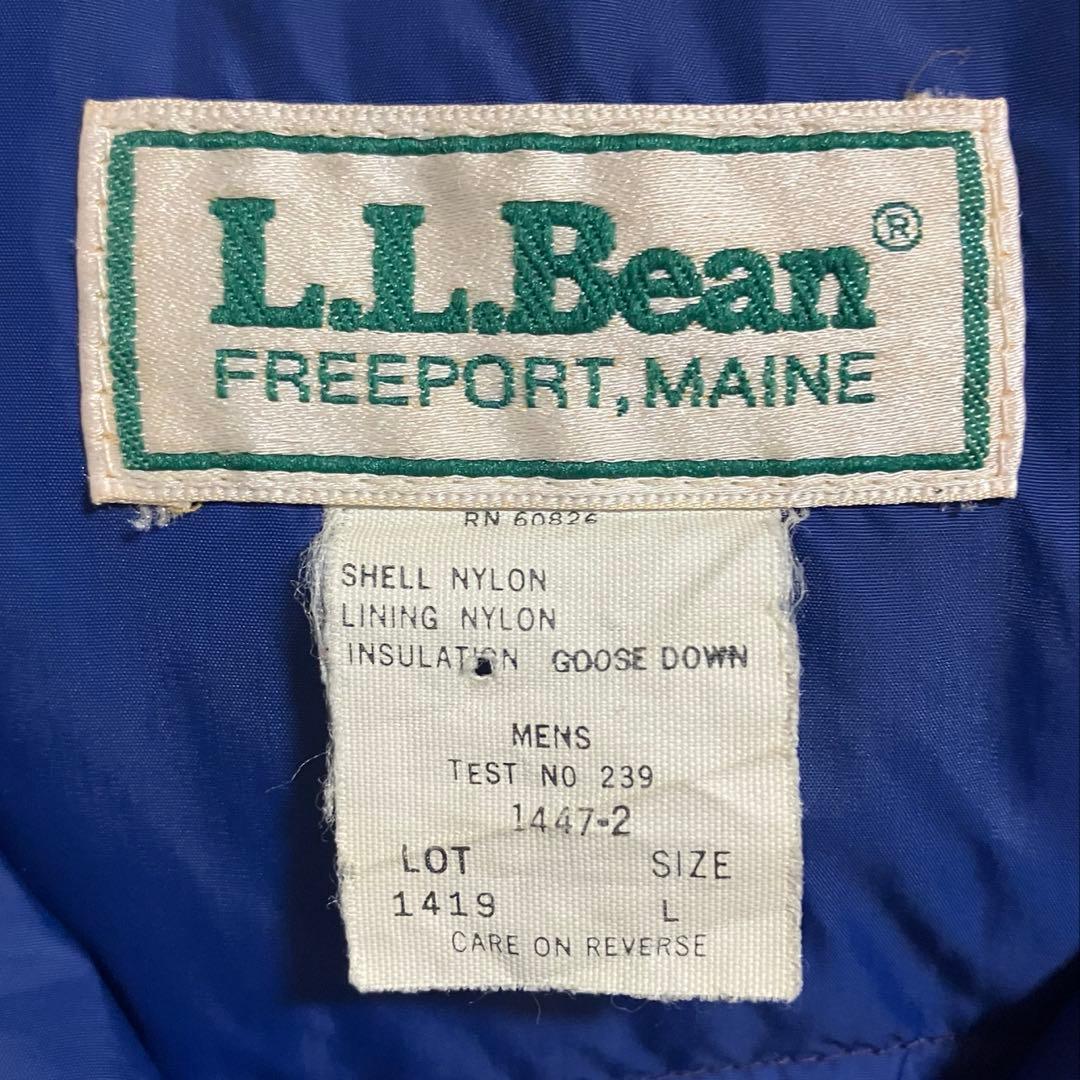 L.L.Bean®
FREEPORT, MAINE
RN 60826
SHELL NYLON
LINING NYLON
INSULATION GOOSE DOWN
MENS
TEST NO 239
1447-2
LOT SIZE
1419 L
CARE ON REVERSE